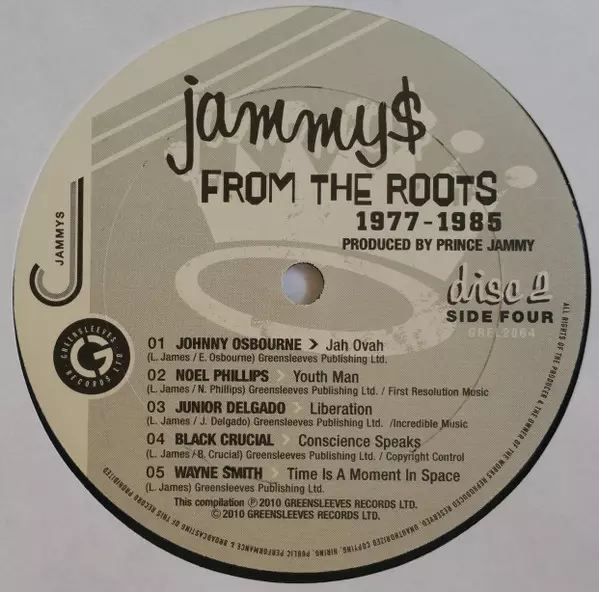 jammy$
FROM THE ROOTS
1977-1985
PRODUCED BY PRINCE JAMMY
JAMMYS
disc 2
SIDE FOUR
GREL2064
GREENSLEEVES
RECORDS LTD
G
01 JOHNNY OSBOURNE > Jah Ovah
(L. James / E. Osbourne) Greensleeves Publishing Ltd.
02 NOEL PHILLIPS > Youth Man
(L. James / N. Phillips) Greensleeves Publishing Ltd. / First Resolution Music
03 JUNIOR DELGADO > Liberation
(L. James / J. Delgado) Greensleeves Publishing Ltd. /Incredible Music
04 BLACK CRUCIAL > Conscience Speaks
(L. James / B. Crucial) Greensleeves Publishing Ltd. / Copyright Control
05 WAYNE SMITH > Time Is A Moment In Space
(L. James) Greensleeves Publishing Ltd.
This compilation ℗ 2010 GREENSLEEVES RECORDS LTD.
© 2010 GREENSLEEVES RECORDS LTD.
ALL RIGHTS OF THE PRODUCER & THE OWNER OF THE WORKS REPRODUCED RESERVED. UNAUTHORIZED COPYING, HIRING, PUBLIC PERFORMANCE & BROADCASTING OF THIS RECORD PROHIBITED